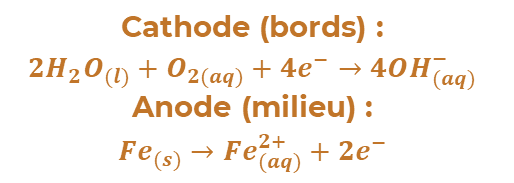 Cathode (bords) :
2H₂O₍ₗ₎ + O₂₍aq₎ + 4e⁻ → 4OH⁻₍aq₎
Anode (milieu) :
Fe₍s₎ → Fe²⁺₍aq₎ + 2e⁻